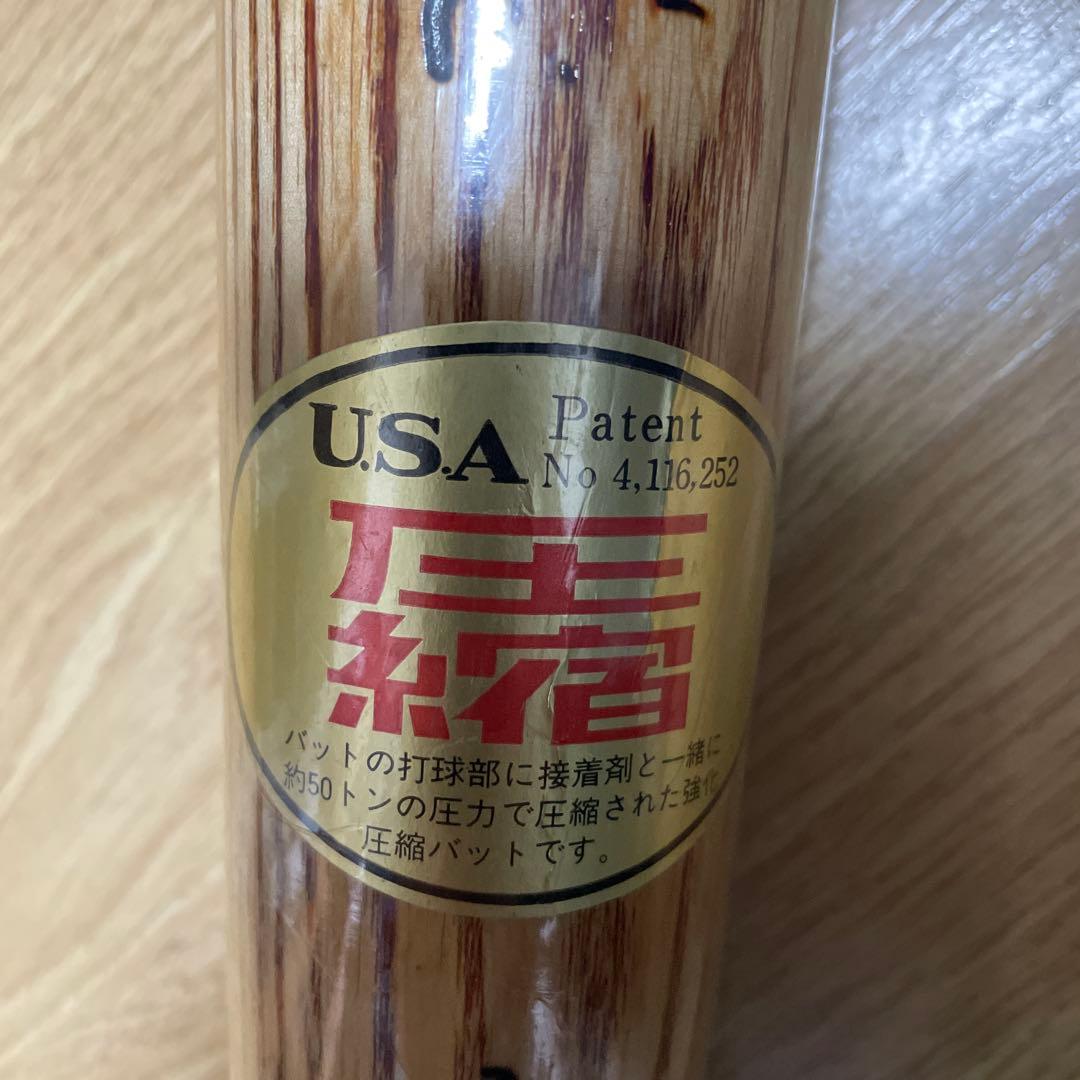 U.S.A Patent
No 4,116,252
圧
縮
バットの打球部に接着剤と一緒に
約50トンの圧力で圧縮された強化
圧縮バットです。